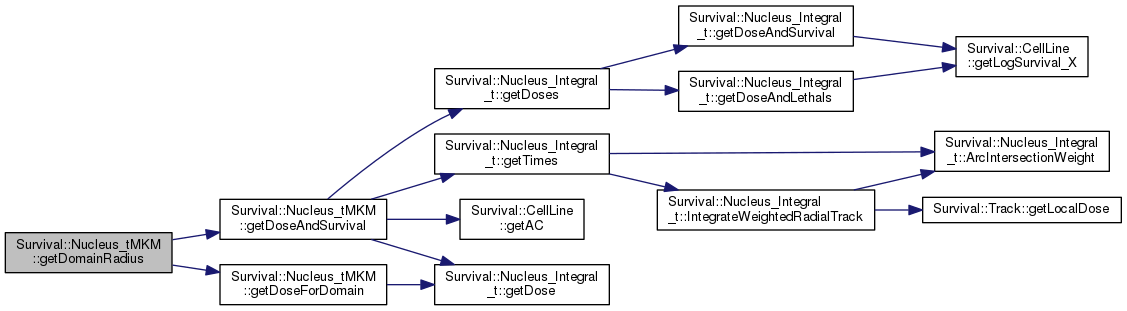 Survival::Nucleus_tMKM
::getDomainRadius
Survival::Nucleus_tMKM
::getDoseAndSurvival
Survival::Nucleus_tMKM
::getDoseForDomain
Survival::Nucleus_Integral
_t::getDoses
Survival::Nucleus_Integral
_t::getTimes
Survival::CellLine
::getAC
Survival::Nucleus_Integral
_t::getDose
Survival::Nucleus_Integral
_t::getDoseAndSurvival
Survival::Nucleus_Integral
_t::getDoseAndLethals
Survival::Nucleus_Integral
_t::IntegrateWeightedRadialTrack
Survival::CellLine
::getLogSurvival_X
Survival::Nucleus_Integral
_t::ArcIntersectionWeight
Survival::Track::getLocalDose